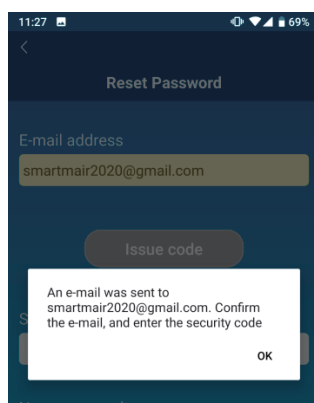 11:27 69%
Reset Password
E-mail address
smartmair2020@gmail.com
Issue code
An e-mail was sent to
smartmair2020@gmail.com. Confirm
the e-mail, and enter the security code
S
OK